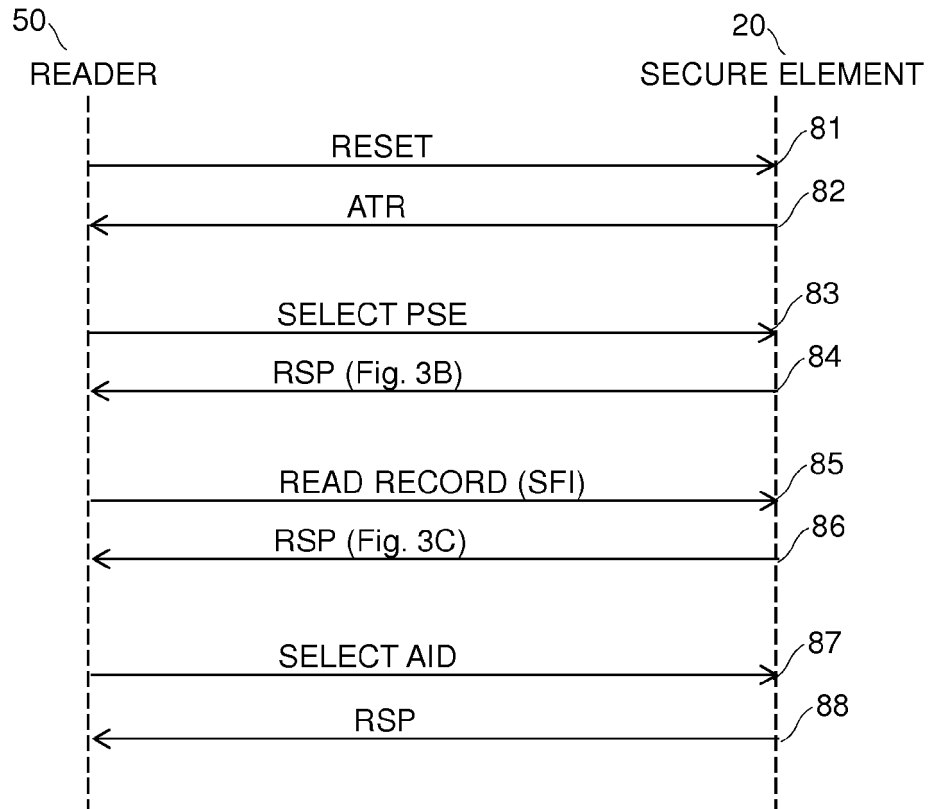 50
20
READER
SECURE ELEMENT
RESET
81
ATR
82
SELECT PSE
83
RSP (Fig. 3B)
84
READ RECORD (SFI)
85
RSP (Fig. 3C)
86
SELECT AID
87
RSP
88